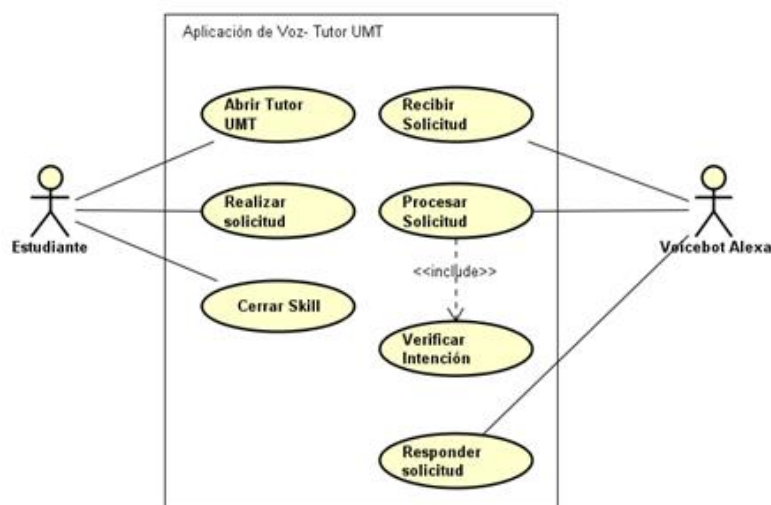 Aplicación de Voz- Tutor UMT
Abrir Tutor
UMT
Recibir
Solicitud
Realizar
solicitud
Procesar
Solicitud
Estudiante
Voicebot Alexa
<<include>>
Cerrar Skill
Verificar
Intención
Responder
solicitud